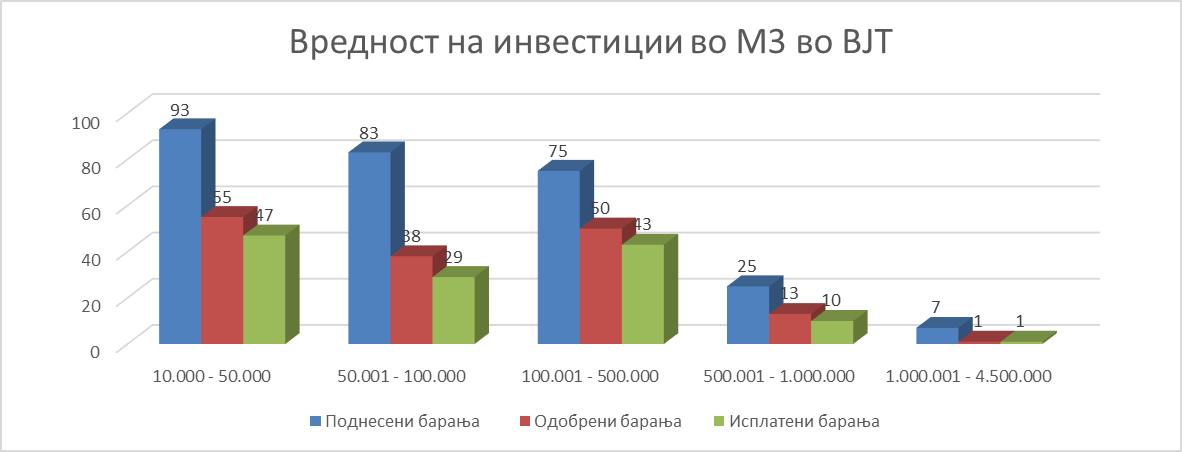 Вредност на инвестиции во МЗ во ВЈТ
100
80
60
40
20
0
93 55 47
83 38 29
75 50 43
25 13 10
7 1 1
10.000 - 50.000 50.001 - 100.000 100.001 - 500.000 500.001 - 1.000.000 1.000.001 - 4.500.000
Поднесени барања Одобрени барања Исплатени барања